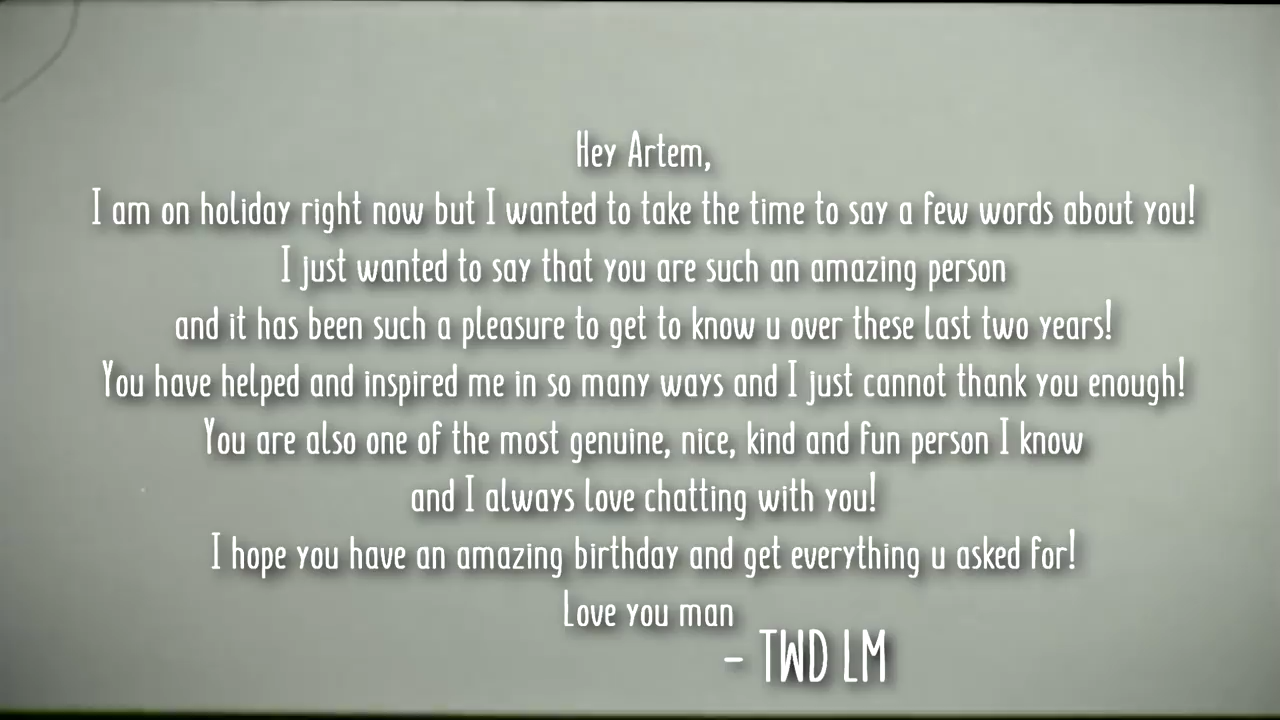 Hey Artem,
I am on holiday right now but I wanted to take the time to say a few words about you!
I just wanted to say that you are such an amazing person
and it has been such a pleasure to get to know u over these last two years!
You have helped and inspired me in so many ways and I just cannot thank you enough!
You are also one of the most genuine, nice, kind and fun person I know
and I always love chatting with you!
I hope you have an amazing birthday and get everything u asked for!
Love you man
- TWD LM